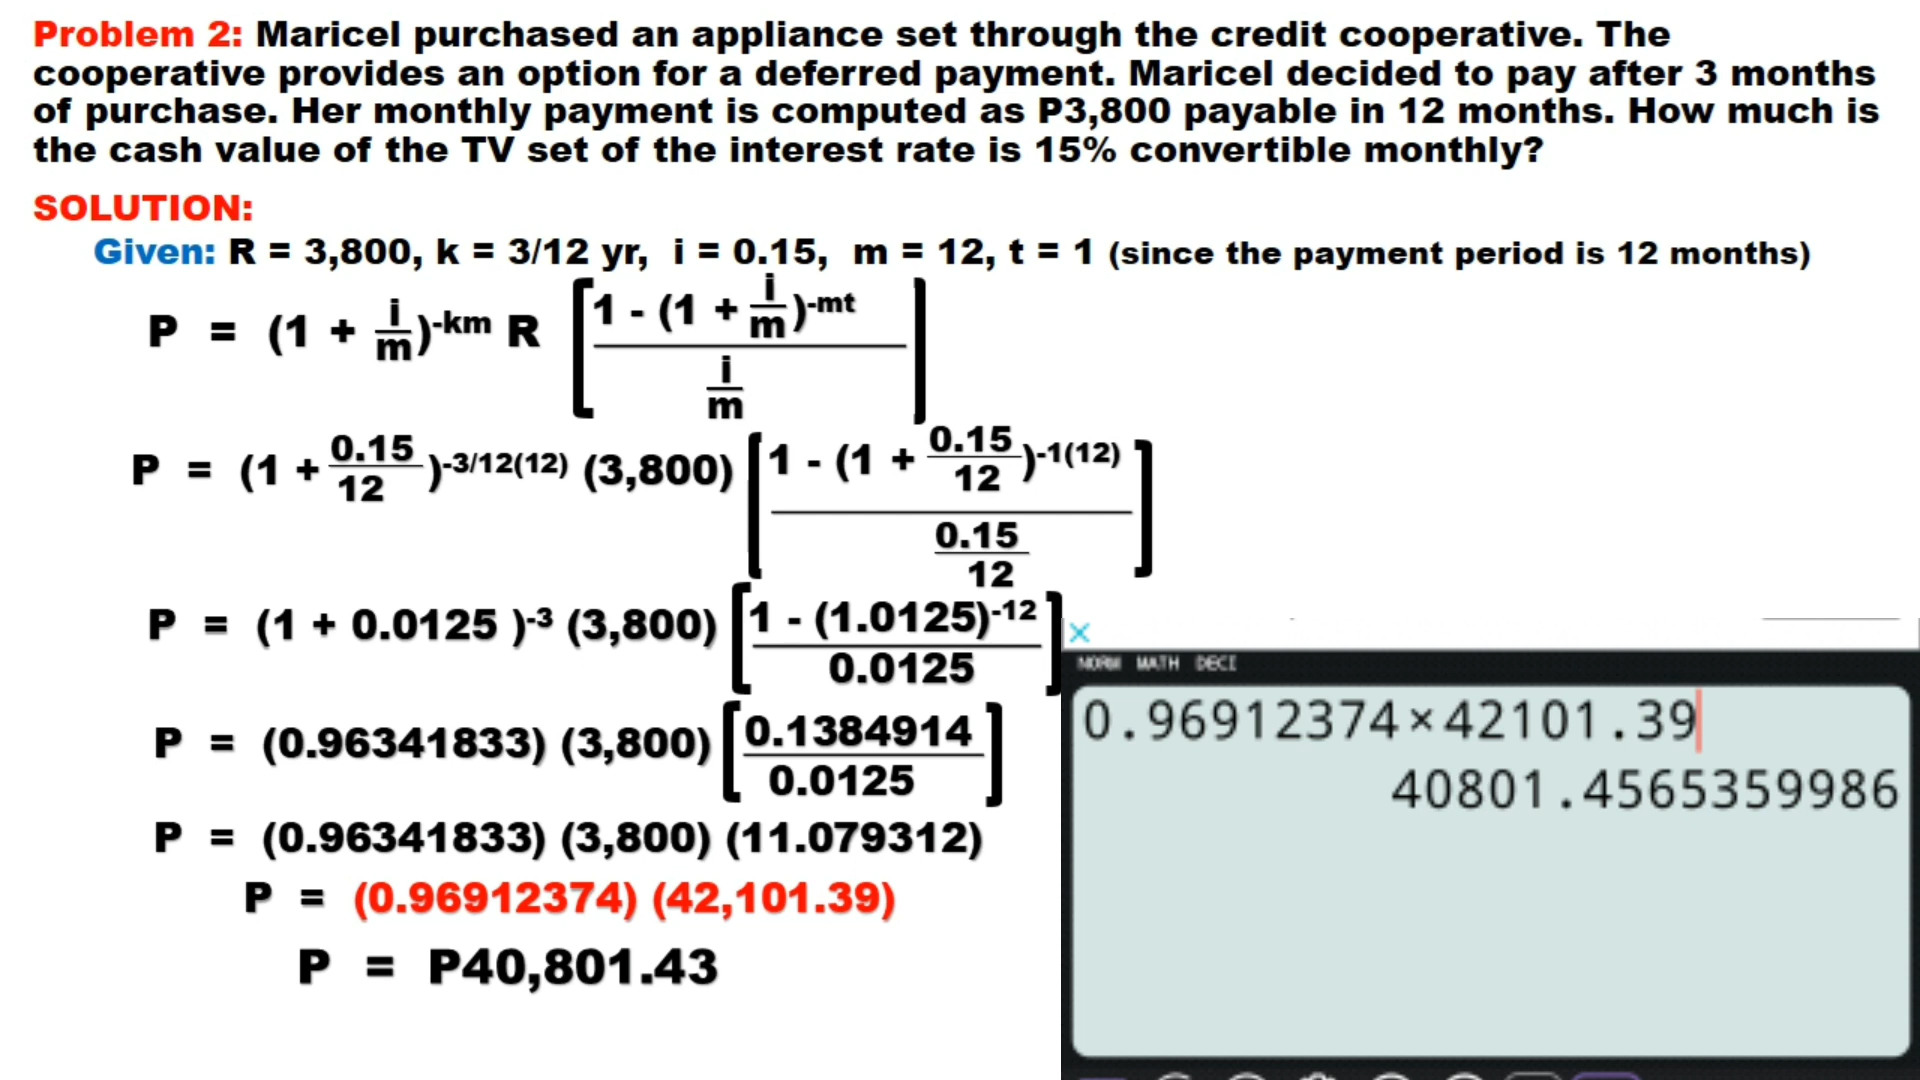 Problem 2: Maricel purchased an appliance set through the credit cooperative. The
cooperative provides an option for a deferred payment. Maricel decided to pay after 3 months
of purchase. Her monthly payment is computed as P3,800 payable in 12 months. How much is
the cash value of the TV set of the interest rate is 15% convertible monthly?
SOLUTION:
Given: R = 3,800, k = 3/12 yr, i = 0.15, m = 12, t = 1 (since the payment period is 12 months)
P = (1 + i/m)-km R [1 - (1 + i/m)-mt / i/m]
P = (1 + 0.15/12)-3/12(12) (3,800) [1 - (1 + 0.15/12)-1(12) / 0.15/12]
P = (1 + 0.0125 )-3 (3,800) [1 - (1.0125)-12 / 0.0125]
P = (0.96341833) (3,800) [0.1384914 / 0.0125]
P = (0.96341833) (3,800) (11.079312)
P = (0.96912374) (42,101.39)
P = P40,801.43
×
NORM MATH DECI
0.96912374×42101.39
40801.4565359986